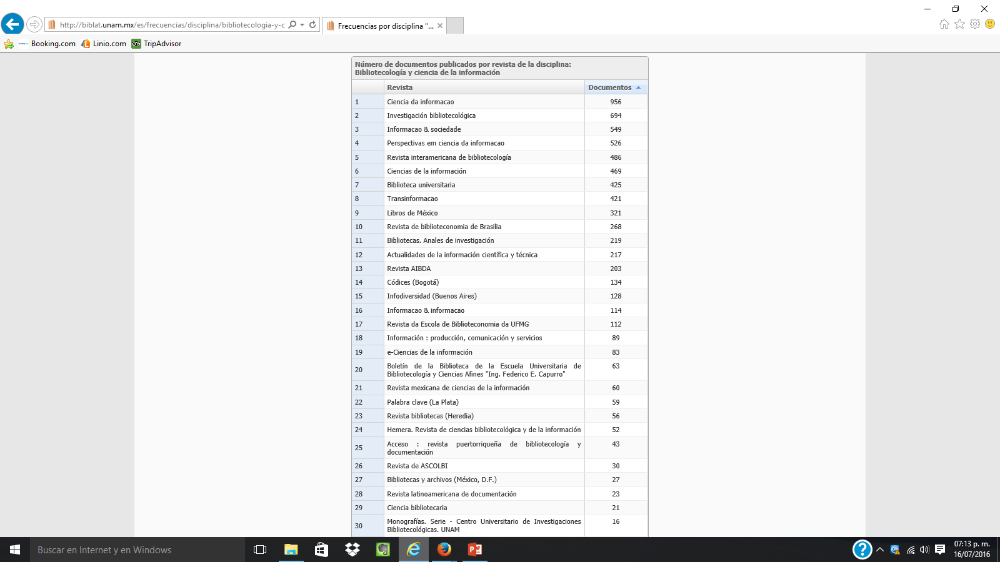 http://biblat.unam.mx/es/frecuencias/disciplina/bibliotecologia-y-c
Frecuencias por disciplina "...
Booking.com
Linio.com
TripAdvisor
Número de documentos publicados por revista de la disciplina:
Bibliotecología y ciencia de la información
Revista Documentos
1 Ciencia da informacao 956
2 Investigación bibliotecológica 694
3 Informacao & sociedade 549
4 Perspectivas em ciencia da informacao 526
5 Revista interamericana de bibliotecología 486
6 Ciencias de la información 469
7 Biblioteca universitaria 425
8 Transinformacao 421
9 Libros de México 321
10 Revista de biblioteconomia de Brasilia 268
11 Bibliotecas. Anales de investigación 219
12 Actualidades de la información científica y técnica 217
13 Revista AIBDA 203
14 Códices (Bogotá) 134
15 Infodiversidad (Buenos Aires) 128
16 Informacao & informacao 114
17 Revista da Escola de Biblioteconomia da UFMG 112
18 Información : producción, comunicación y servicios 89
19 e-Ciencias de la información 83
20 Boletín de la Biblioteca de la Escuela Universitaria de 63
Bibliotecología y Ciencias Afines "Ing. Federico E. Capurro"
21 Revista mexicana de ciencias de la información 60
22 Palabra clave (La Plata) 59
23 Revista bibliotecas (Heredia) 56
24 Hemera. Revista de ciencias bibliotecológica y de la información 52
25 Acceso : revista puertorriqueña de bibliotecología y 43
documentación
26 Revista de ASCOLBI 30
27 Bibliotecas y archivos (México, D.F.) 27
28 Revista latinoamericana de documentación 23
29 Ciencia bibliotecaria 21
30 Monografías. Serie - Centro Universitario de Investigaciones 16
Bibliotecológicas. UNAM
Buscar en Internet y en Windows
07:13 p. m.
16/07/2016